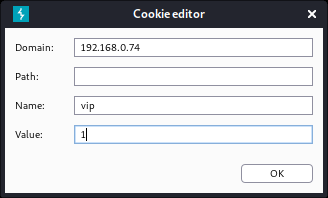 Cookie editor
Domain: 192.168.0.74
Path:
Name: vip
Value: 1
OK